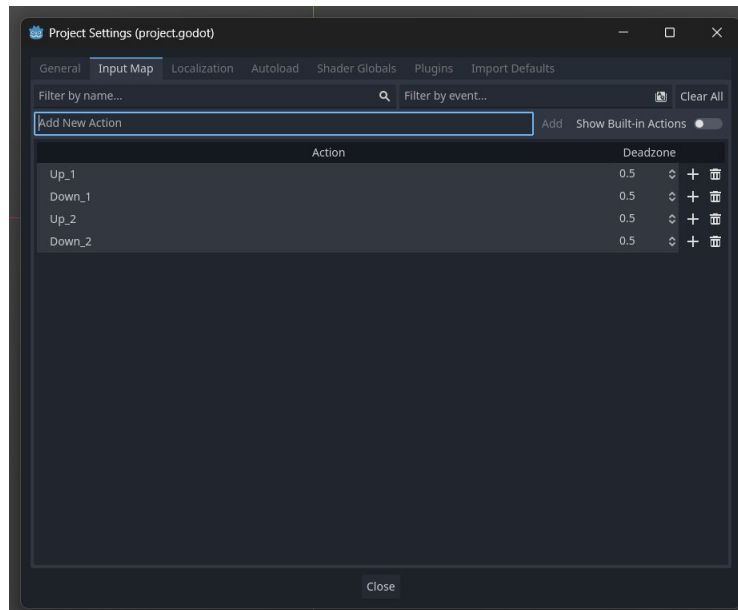 Project Settings (project.godot)
General Input Map Localization Autoload Shader Globals Plugins Import Defaults
Filter by name... Filter by event... Clear All
Add New Action Add Show Built-in Actions
Action Deadzone
Up_1 0.5
Down_1 0.5
Up_2 0.5
Down_2 0.5
Close